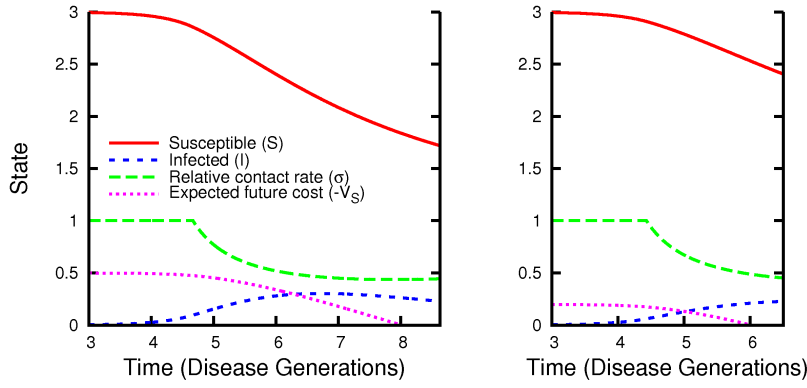 3
2.5
2
1.5
1
0.5
0
State
Susceptible (S)
Infected (I)
Relative contact rate (σ)
Expected future cost (-V_S)
3 4 5 6 7 8
Time (Disease Generations)
3
2.5
2
1.5
1
0.5
0
3 4 5 6
Time (Disease Generations)